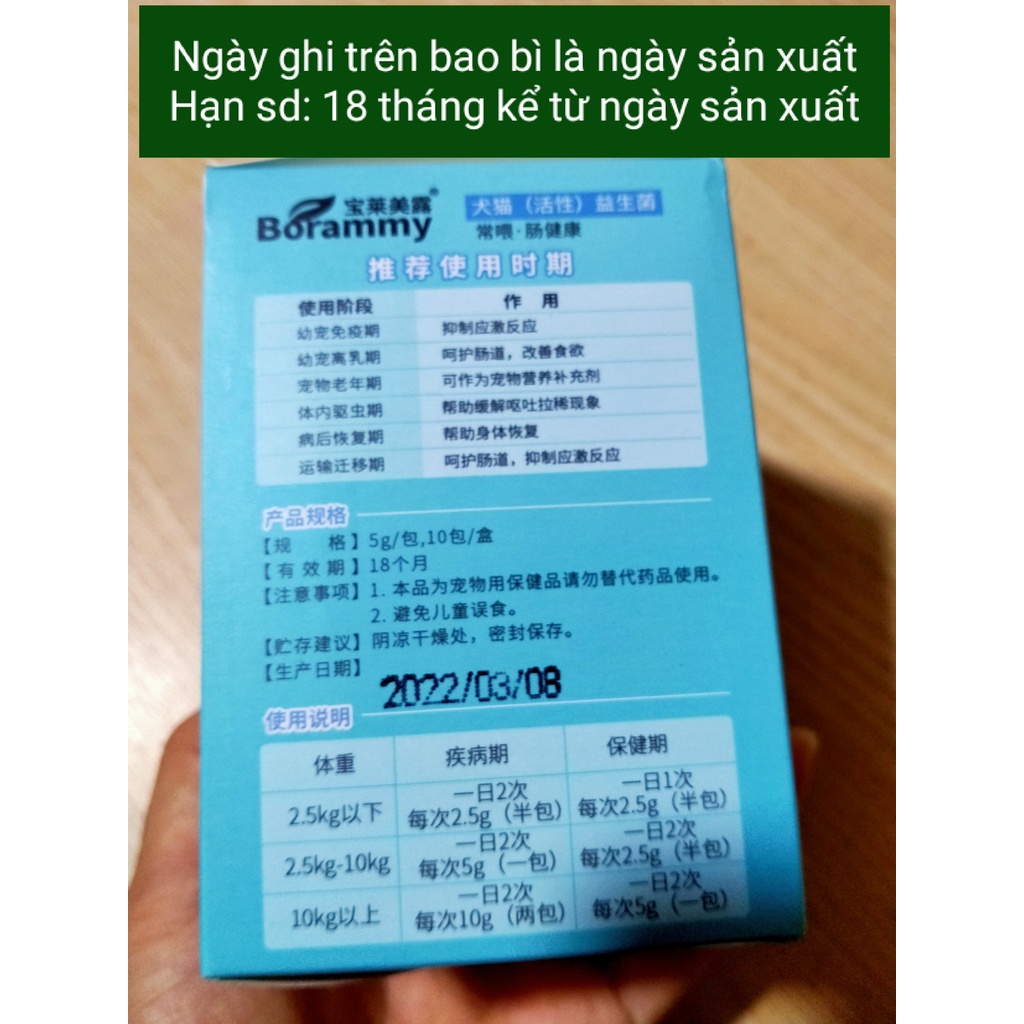 Ngày ghi trên bao bì là ngày sản xuất
Hạn sd: 18 tháng kể từ ngày sản xuất
宝莱美露®
Borammy
犬猫（活性）益生菌
常喂·肠健康
推荐使用时期
使用阶段 作 用
幼宠免疫期 抑制应激反应
幼宠离乳期 呵护肠道，改善食欲
宠物老年期 可作为宠物营养补充剂
体内驱虫期 帮助缓解呕吐拉稀现象
病后恢复期 帮助身体恢复
运输迁移期 呵护肠道，抑制应激反应
产品规格
【规 格】5g/包,10包/盒
【有效期】18个月
【注意事项】1. 本品为宠物用保健品请勿替代药品使用。
2. 避免儿童误食。
【贮存建议】阴凉干燥处，密封保存。
【生产日期】
2022/03/08
使用说明
体重 疾病期 保健期
2.5kg以下 一日2次 每次2.5g（半包） 一日1次 每次2.5g（半包）
2.5kg-10kg 一日2次 每次5g（一包） 一日2次 每次2.5g（半包）
10kg以上 一日2次 每次10g（两包） 一日2次 每次5g（一包）